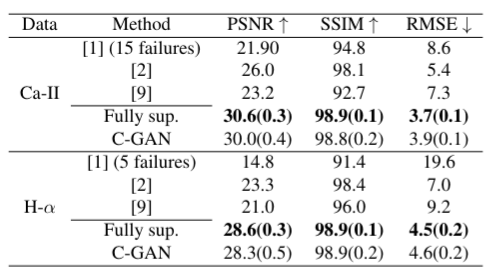 Data Method PSNR ↑ SSIM ↑ RMSE ↓
[1] (15 failures) 21.90 94.8 8.6
[2] 26.0 98.1 5.4
Ca-II [9] 23.2 92.7 7.3
Fully sup. 30.6(0.3) 98.9(0.1) 3.7(0.1)
C-GAN 30.0(0.4) 98.8(0.2) 3.9(0.1)
[1] (5 failures) 14.8 91.4 19.6
[2] 23.3 98.4 7.0
H-α [9] 21.0 96.0 9.2
Fully sup. 28.6(0.3) 98.9(0.1) 4.5(0.2)
C-GAN 28.3(0.5) 98.9(0.2) 4.6(0.2)